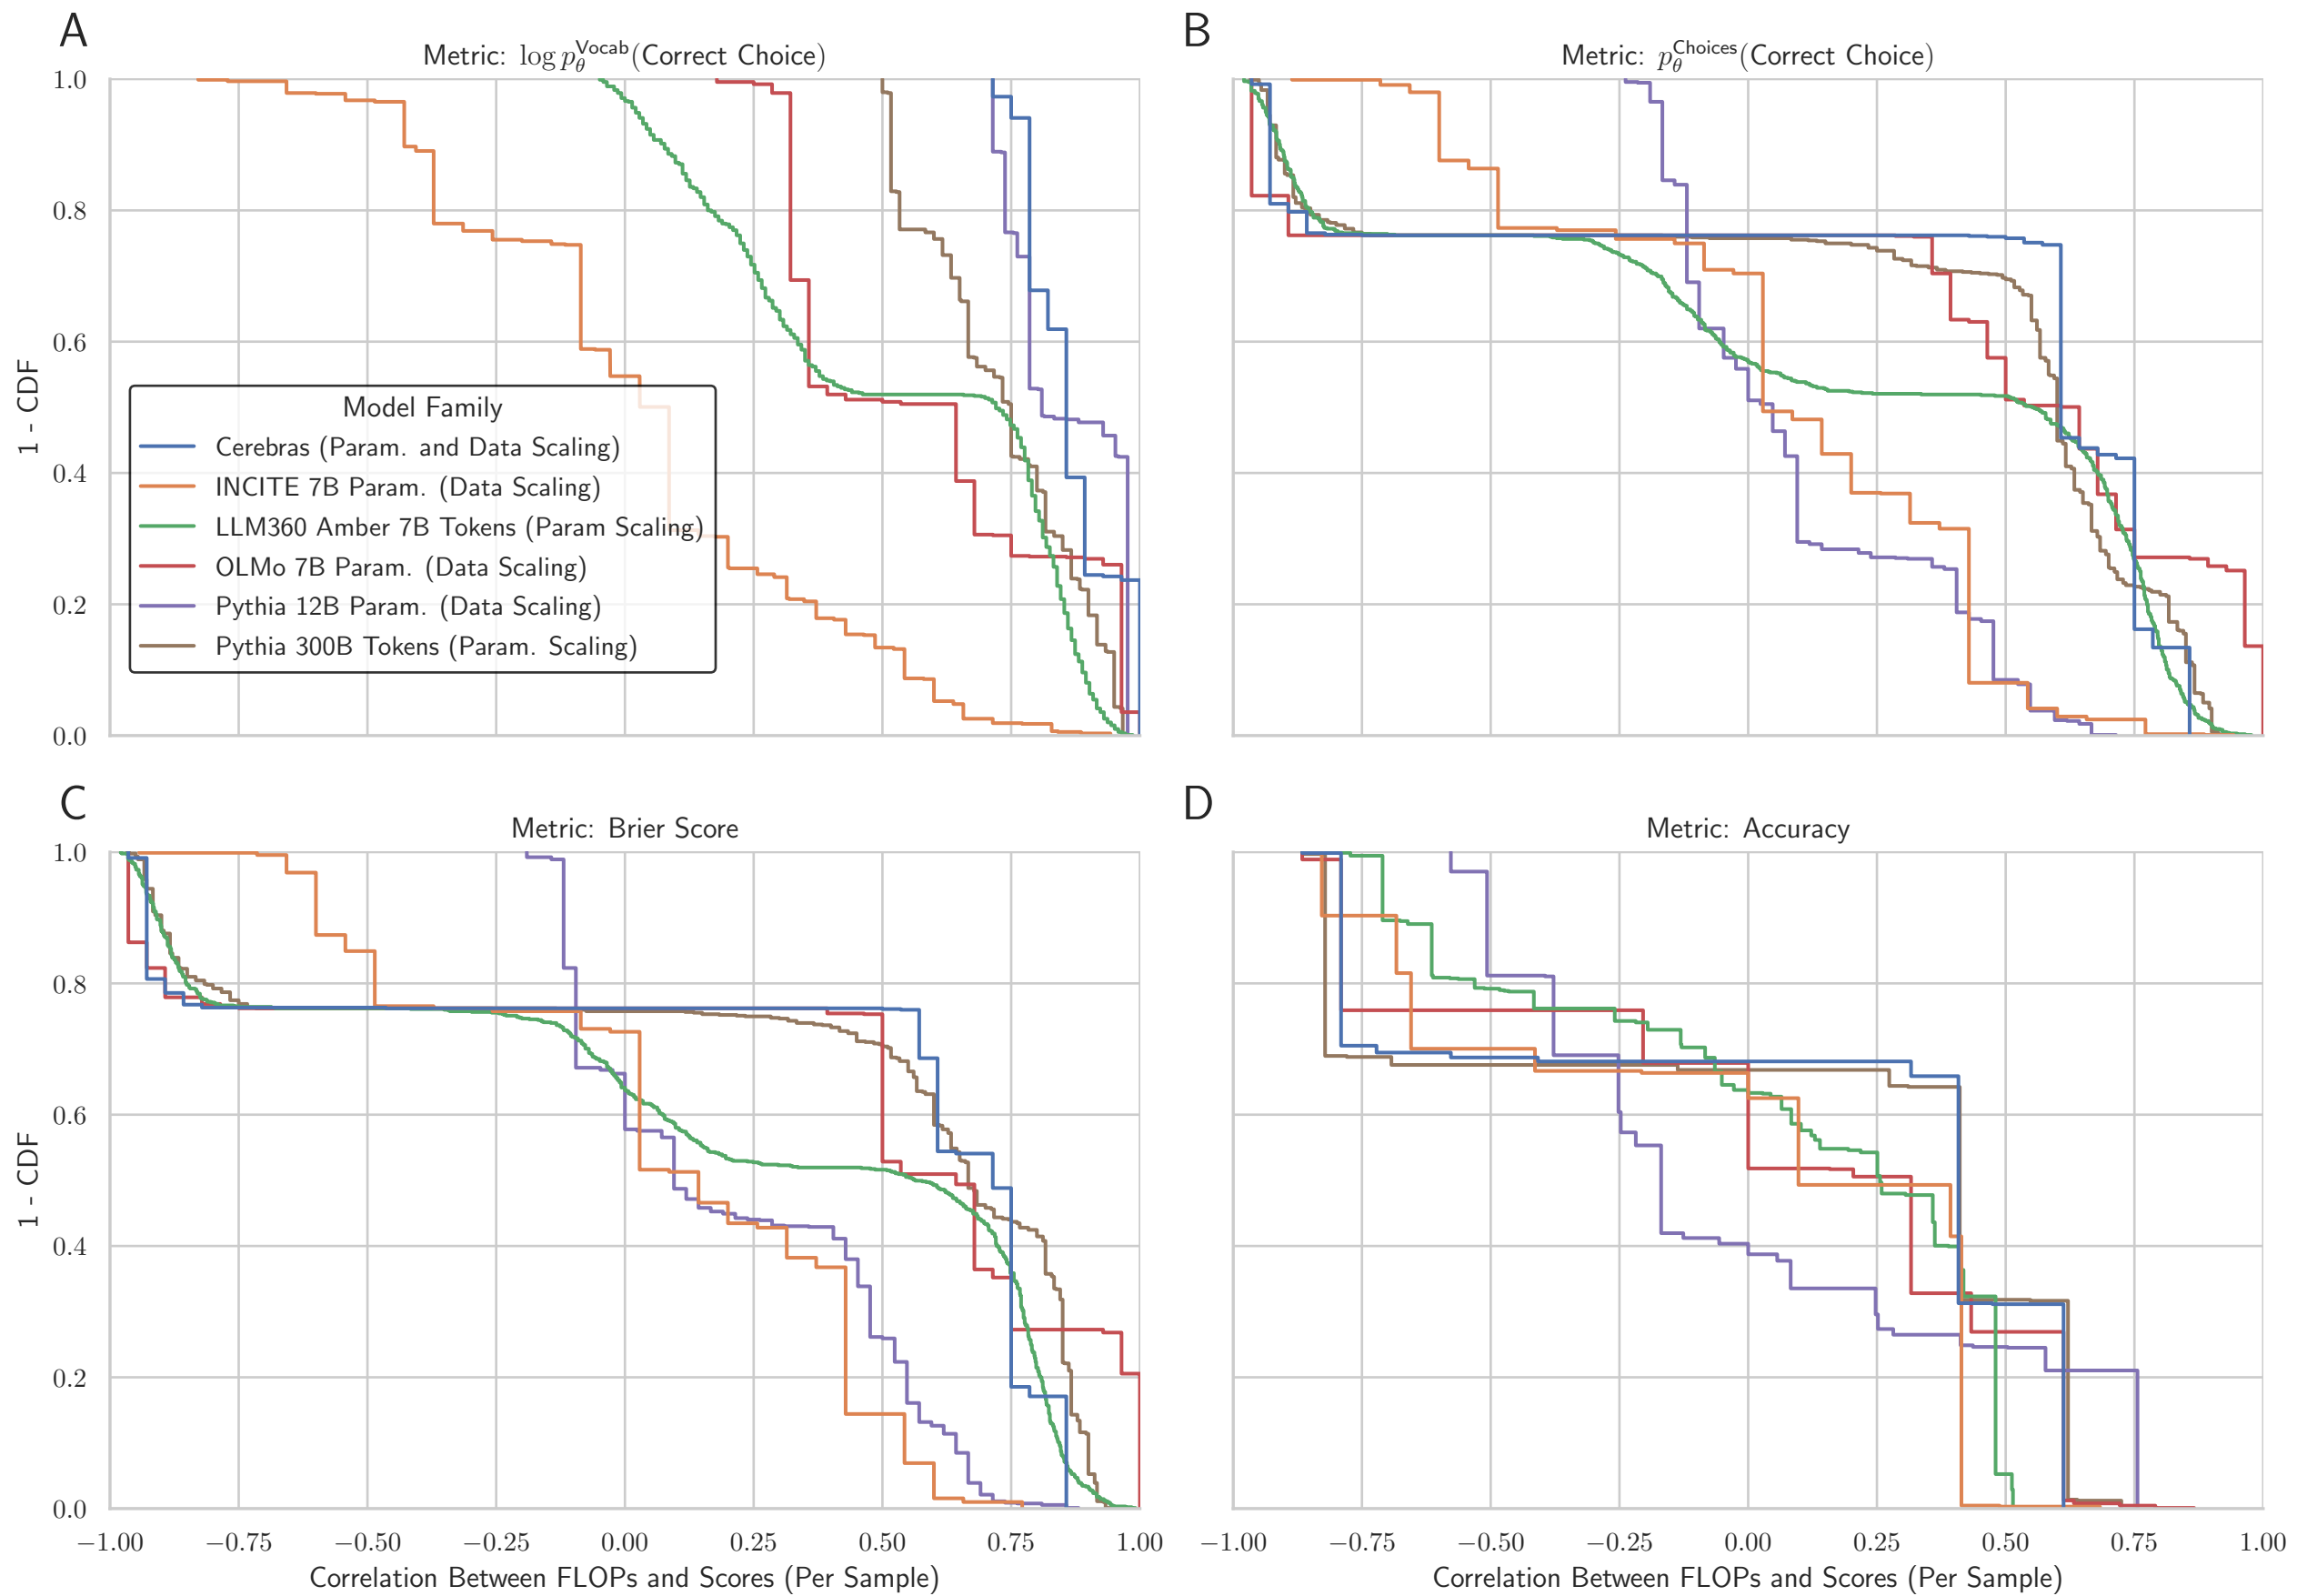 A
Metric: log p_θ^Vocab(Correct Choice)
B
Metric: p_θ^Choices(Correct Choice)
1.0
0.8
0.6
0.4
0.2
0.0
1 - CDF
Model Family
Cerebras (Param. and Data Scaling)
INCITE 7B Param. (Data Scaling)
LLM360 Amber 7B Tokens (Param Scaling)
OLMo 7B Param. (Data Scaling)
Pythia 12B Param. (Data Scaling)
Pythia 300B Tokens (Param. Scaling)
C
Metric: Brier Score
D
Metric: Accuracy
1.0
0.8
0.6
0.4
0.2
0.0
1 - CDF
−1.00 −0.75 −0.50 −0.25 0.00 0.25 0.50 0.75 1.00
Correlation Between FLOPs and Scores (Per Sample)
−1.00 −0.75 −0.50 −0.25 0.00 0.25 0.50 0.75 1.00
Correlation Between FLOPs and Scores (Per Sample)